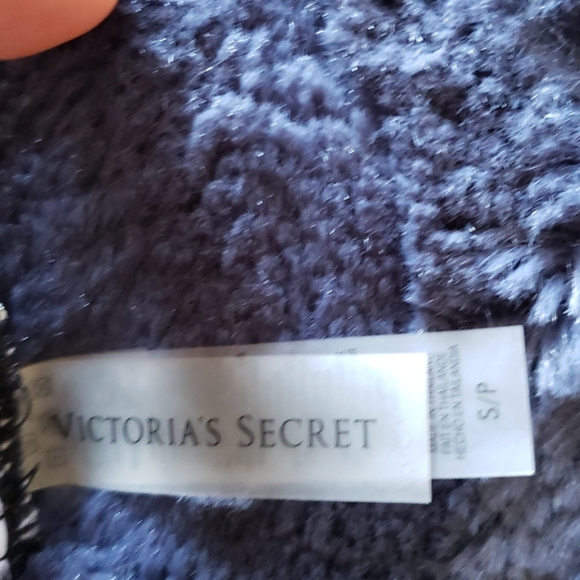 VICTORIA'S SECRET
MADE IN THAILAND
FAIT EN THAILANDE
HECHO EN TAILANDIA
S/P